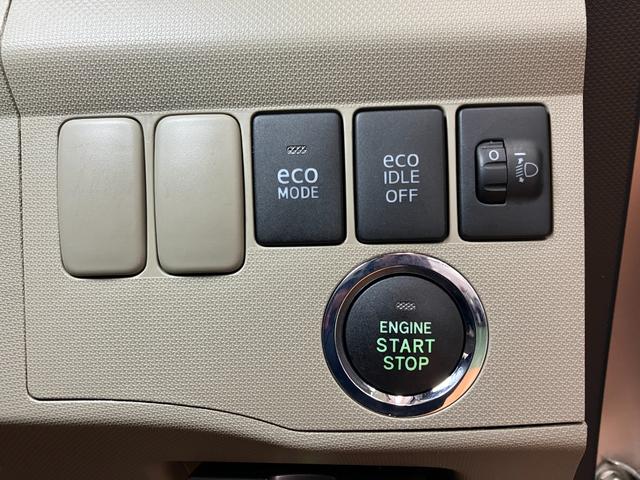 eco
MODE
eco
IDLE
OFF
0
ENGINE
START
STOP